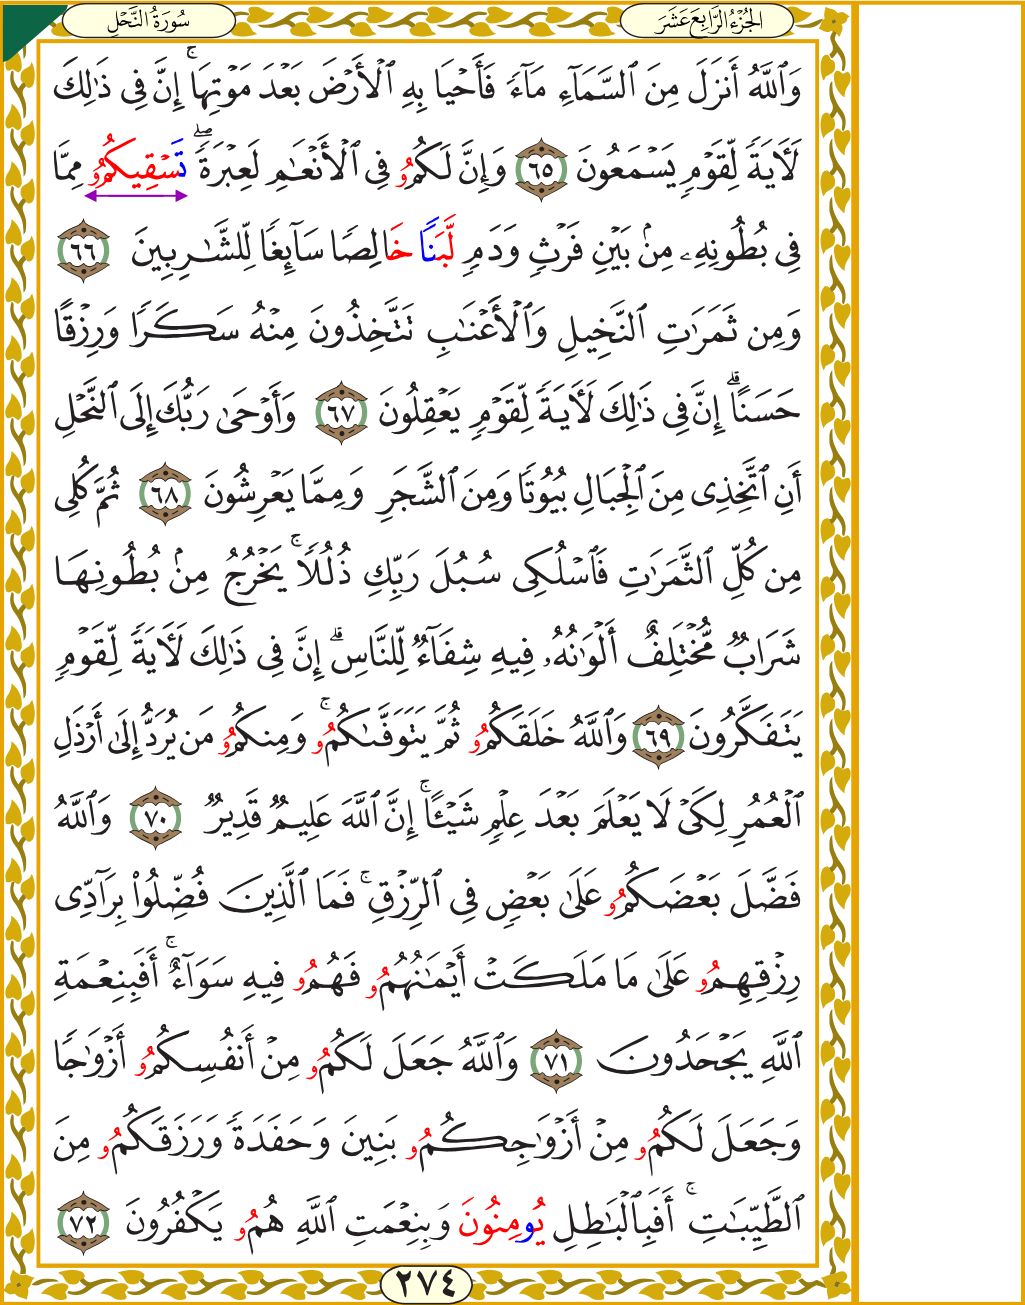 سُورَةُ النَّحْلِ
الجُزْءُ الرَّابِعَ عَشَرَ
وَٱللَّهُ أَنزَلَ مِنَ ٱلسَّمَآءِ مَآءٗ فَأَحْيَا بِهِ ٱلْأَرْضَ بَعْدَ مَوْتِهَآۚ إِنَّ فِي ذَٰلِكَ
لَأٓيَةٗ لِّقَوْمٖ يَسْمَعُونَ ٦٥ وَإِنَّ لَكُمُۥ فِي ٱلْأَنْعَٰمِ لَعِبْرَةٗۖ تَسْقِيكُمُۥ مِمَّا
فِي بُطُونِهِۦ مِنۢ بَيْنِ فَرْثٖ وَدَمٖ لَّبَنًا خَالِصٗا سَآئِغٗا لِّلشَّٰرِبِينَ ٦٦
وَمِن ثَمَرَٰتِ ٱلنَّخِيلِ وَٱلْأَعْنَٰبِ تَتَّخِذُونَ مِنْهُ سَكَرٗا وَرِزْقًا
حَسَنًاۗ إِنَّ فِي ذَٰلِكَ لَأٓيَةٗ لِّقَوْمٖ يَعْقِلُونَ ٦٧ وَأَوْحَىٰ رَبُّكَ إِلَى ٱلنَّحْلِ
أَنِ ٱتَّخِذِي مِنَ ٱلْجِبَالِ بُيُوتٗا وَمِنَ ٱلشَّجَرِ وَمِمَّا يَعْرِشُونَ ٦٨ ثُمَّ كُلِي
مِن كُلِّ ٱلثَّمَرَٰتِ فَٱسْلُكِي سُبُلَ رَبِّكِ ذُلُلٗاۚ يَخْرُجُ مِنۢ بُطُونِهَا
شَرَابٞ مُّخْتَلِفٌ أَلْوَٰنُهُۥ فِيهِ شِفَآءٞ لِّلنَّاسِۗ إِنَّ فِي ذَٰلِكَ لَأٓيَةٗ لِّقَوْمٖ
يَتَفَكَّرُونَ ٦٩ وَٱللَّهُ خَلَقَكُمُۥ ثُمَّ يَتَوَفَّىٰكُمُۥۚ وَمِنكُمُۥ مَن يُرَدُّ إِلَىٰ أَرْذَلِ
ٱلْعُمُرِ لِكَيْ لَا يَعْلَمَ بَعْدَ عِلْمٖ شَيْـًٔاۚ إِنَّ ٱللَّهَ عَلِيمٞ قَدِيرٞ ٧٠ وَٱللَّهُ
فَضَّلَ بَعْضَكُمُۥ عَلَىٰ بَعْضٖ فِي ٱلرِّزْقِۚ فَمَا ٱلَّذِينَ فُضِّلُوا۟ بِرَآدِّي
رِزْقِهِمُۥ عَلَىٰ مَا مَلَكَتْ أَيْمَٰنُهُمُۥ فَهُمُۥ فِيهِ سَوَآءٌۚ أَفَبِنِعْمَةِ
ٱللَّهِ يَجْحَدُونَ ٧١ وَٱللَّهُ جَعَلَ لَكُمُۥ مِنْ أَنفُسِكُمُۥ أَزْوَٰجٗا
وَجَعَلَ لَكُمُۥ مِنْ أَزْوَٰجِكُمُۥ بَنِينَ وَحَفَدَةٗ وَرَزَقَكُمُۥ مِنَ
ٱلطَّيِّبَٰتِۚ أَفَبِٱلْبَٰطِلِ يُومِنُونَ وَبِنِعْمَتِ ٱللَّهِ هُمُۥ يَكْفُرُونَ ٧٢
٢٧٤